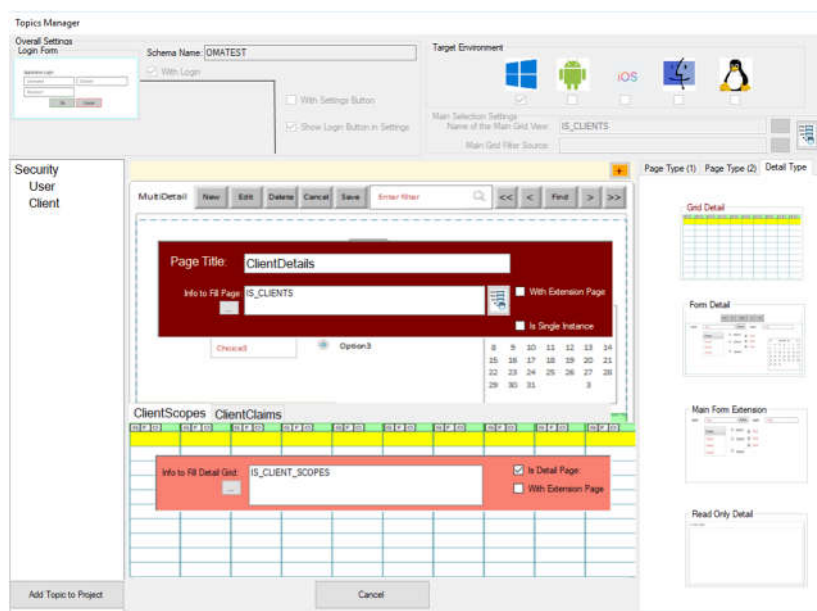 Topics Manager
Overall Settings
Login Form
Schema Name: OMATEST
With Login
With Settings Button
Show Login Button in Settings
Target Environment
iOS
Main Selection Settings
Name of the Main Grid View: IS_CLIENTS
Main Grid Filter Source:
Security
User
Client
MultiDetail New Edit Delete Cancel Save Enter filter << < Find > >>
Page Title: ClientDetails
Info to Fill Page: IS_CLIENTS
...
With Extension Page
Is Single Instance
Choice3 Option3
8 9 10 11 12 13 14
15 16 17 18 19 20 21
22 23 24 25 26 27 28
29 30 31 3
ClientScopes ClientClaims
Info to Fill Detail Grid: IS_CLIENT_SCOPES
...
Is Detail Page:
With Extension Page
Page Type (1) Page Type (2) Detail Type
Grid Detail
Form Detail
Main Form Extension
Read Only Detail
Add Topic to Project
Cancel